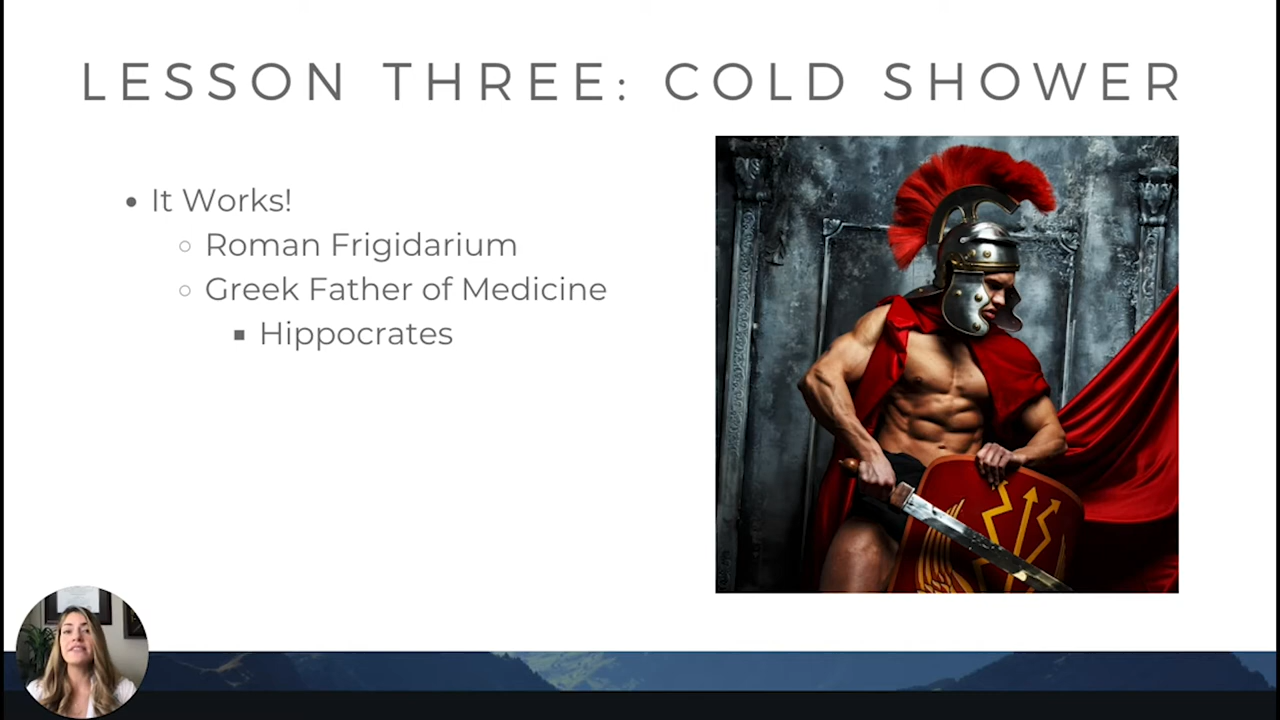 LESSON THREE: COLD SHOWER
It Works!
Roman Frigidarium
Greek Father of Medicine
Hippocrates